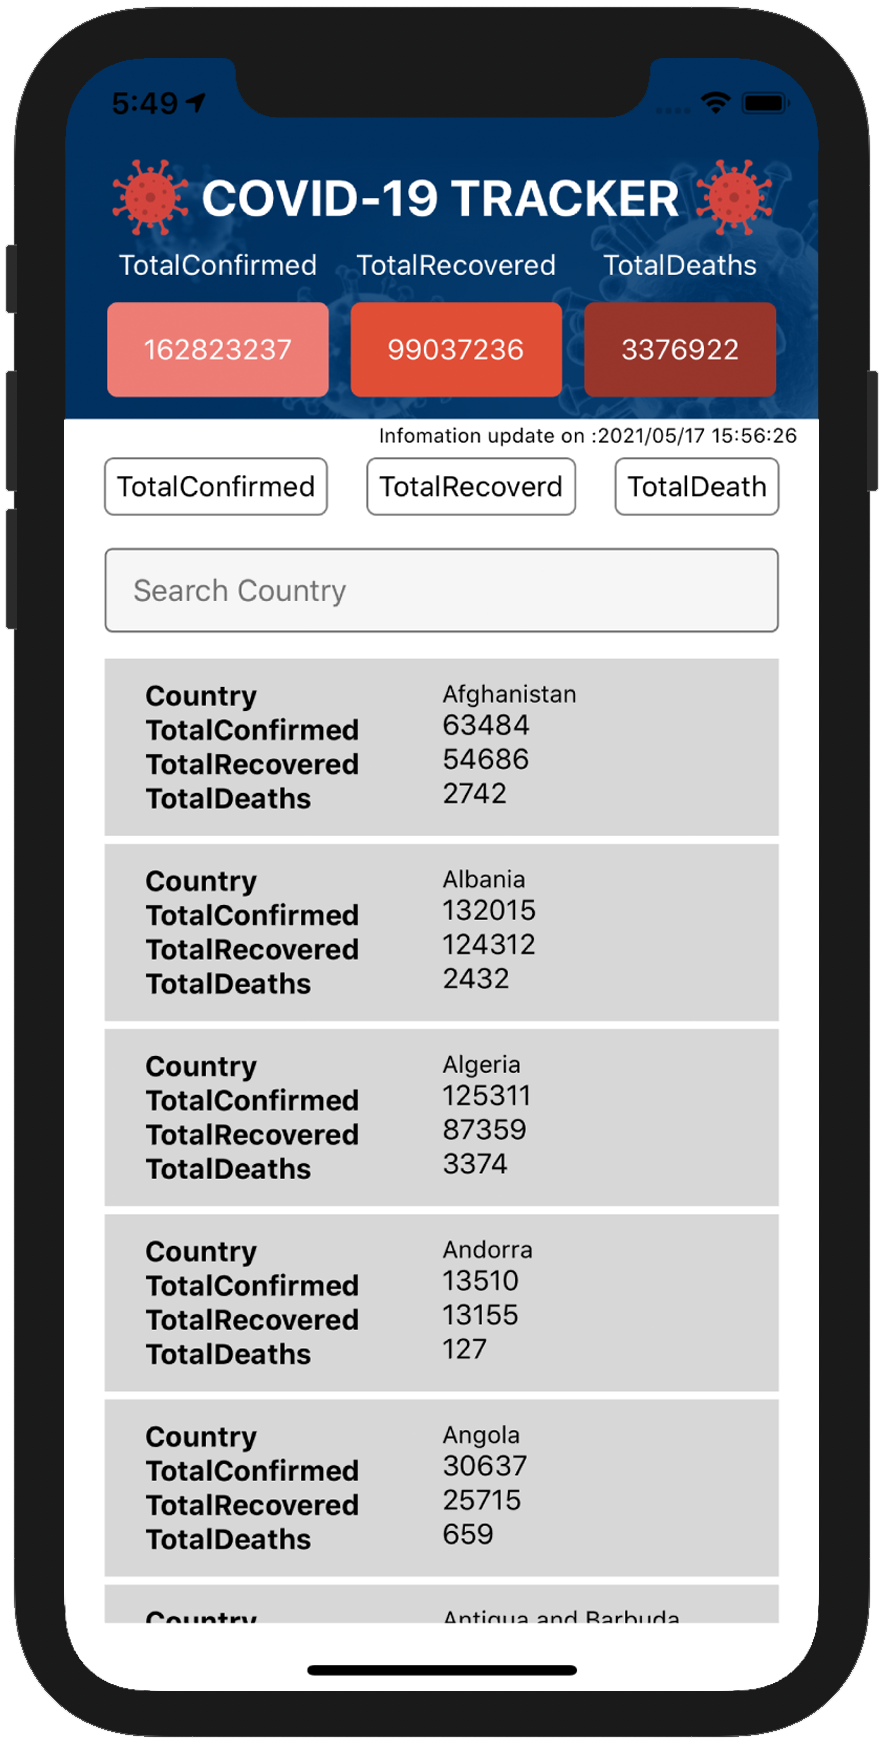 5:49
COVID-19 TRACKER
TotalConfirmed TotalRecovered TotalDeaths
162823237 99037236 3376922
Infomation update on :2021/05/17 15:56:26
TotalConfirmed TotalRecoverd TotalDeath
Search Country
Country Afghanistan
TotalConfirmed 63484
TotalRecovered 54686
TotalDeaths 2742
Country Albania
TotalConfirmed 132015
TotalRecovered 124312
TotalDeaths 2432
Country Algeria
TotalConfirmed 125311
TotalRecovered 87359
TotalDeaths 3374
Country Andorra
TotalConfirmed 13510
TotalRecovered 13155
TotalDeaths 127
Country Angola
TotalConfirmed 30637
TotalRecovered 25715
TotalDeaths 659
Country Antigua and Barbuda